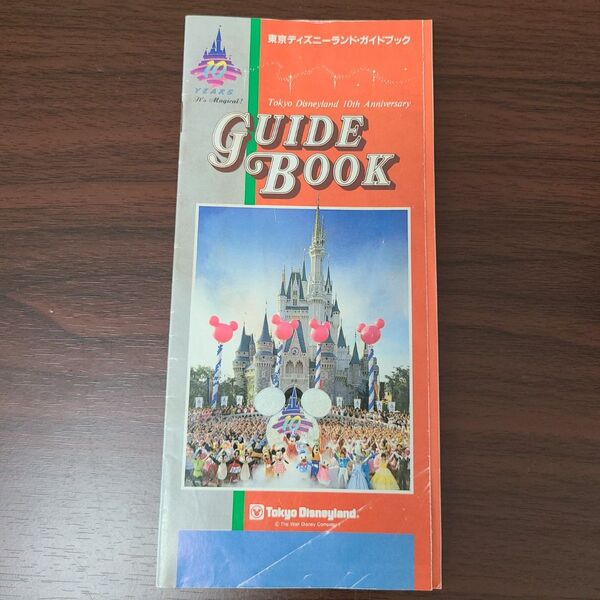 東京ディズニーランド・ガイドブック
10
YEARS
It's Magical!
Tokyo Disneyland 10th Anniversary
GUIDE
BOOK
10
Tokyo Disneyland®
© The Walt Disney Company